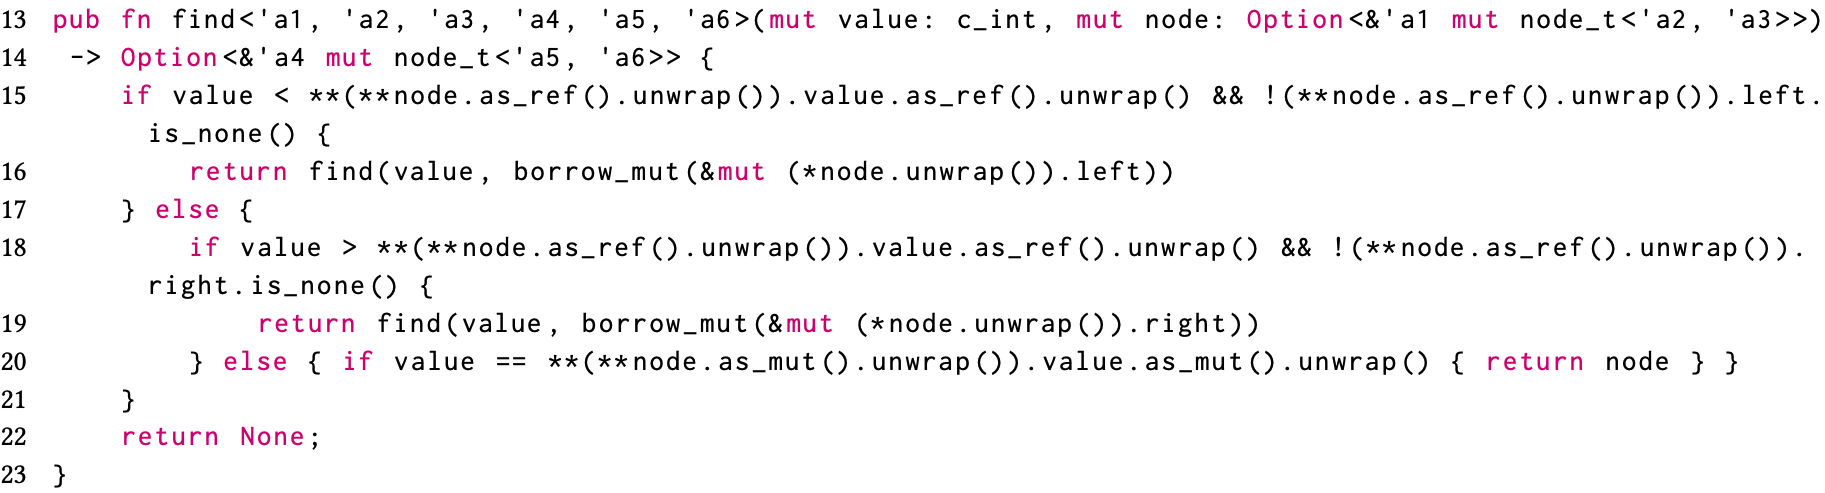 13 pub fn find<'a1, 'a2, 'a3, 'a4, 'a5, 'a6>(mut value: c_int, mut node: Option<&'a1 mut node_t<'a2, 'a3>>)
14 -> Option<&'a4 mut node_t<'a5, 'a6>> {
15 if value < **(**node.as_ref().unwrap()).value.as_ref().unwrap() && !(**node.as_ref().unwrap()).left.
is_none() {
16 return find(value, borrow_mut(&mut (*node.unwrap()).left))
17 } else {
18 if value > **(**node.as_ref().unwrap()).value.as_ref().unwrap() && !(**node.as_ref().unwrap()).
right.is_none() {
19 return find(value, borrow_mut(&mut (*node.unwrap()).right))
20 } else { if value == **(**node.as_mut().unwrap()).value.as_mut().unwrap() { return node } }
21 }
22 return None;
23 }